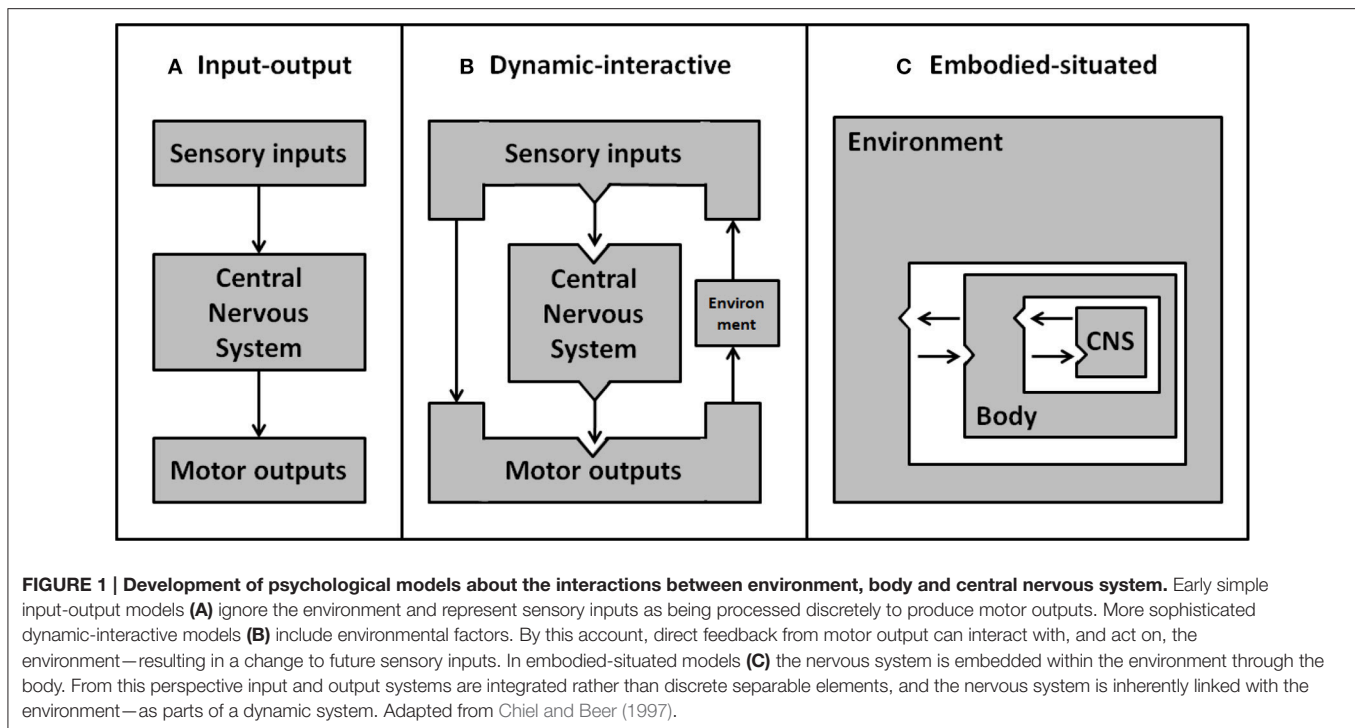 A Input-output
Sensory inputs
Central
Nervous
System
Motor outputs
B Dynamic-interactive
Sensory inputs
Central
Nervous
System
Environ
ment
Motor outputs
C Embodied-situated
Environment
CNS
Body
FIGURE 1 | Development of psychological models about the interactions between environment, body and central nervous system. Early simple
input-output models (A) ignore the environment and represent sensory inputs as being processed discretely to produce motor outputs. More sophisticated
dynamic-interactive models (B) include environmental factors. By this account, direct feedback from motor output can interact with, and act on, the
environment—resulting in a change to future sensory inputs. In embodied-situated models (C) the nervous system is embedded within the environment through the
body. From this perspective input and output systems are integrated rather than discrete separable elements, and the nervous system is inherently linked with the
environment—as parts of a dynamic system. Adapted from Chiel and Beer (1997).